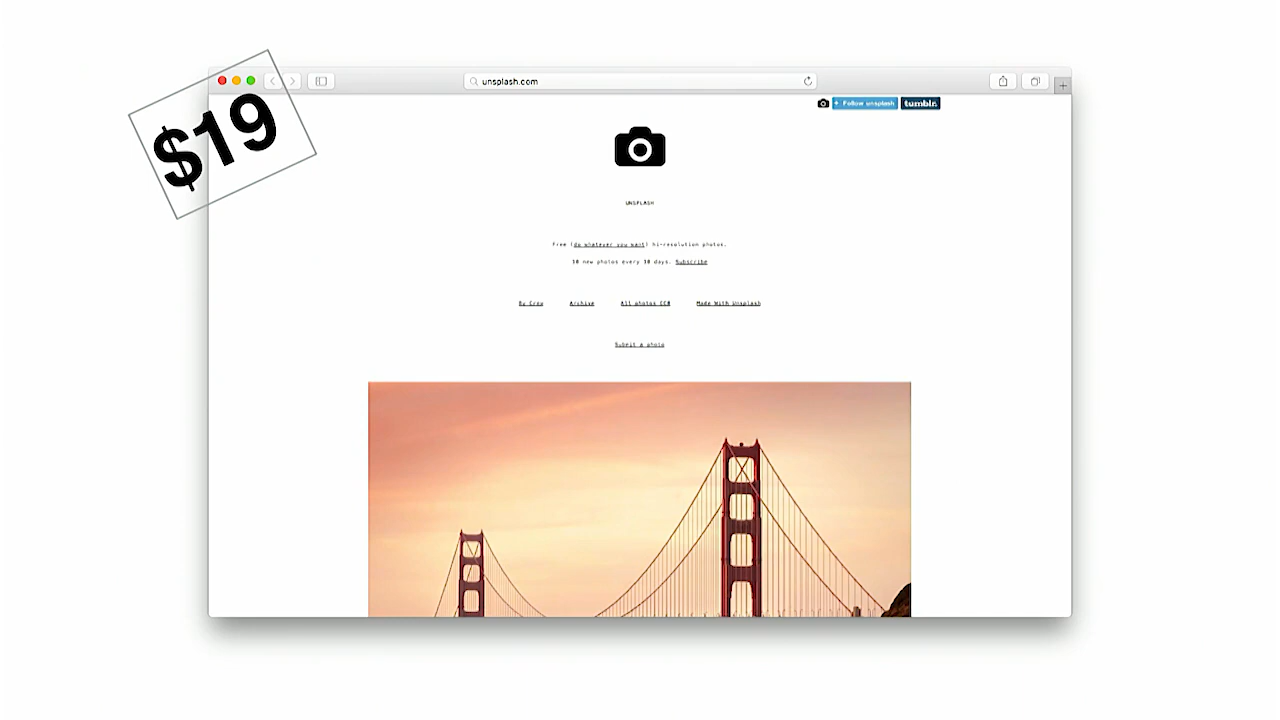 $19
unsplash.com
+ Follow unsplash
tumblr.
UNSPLASH
Free (do whatever you want) hi-resolution photos.
10 new photos every 10 days. Subscribe
By Crew Archive All photos CC0 Made With Unsplash
Submit a photo